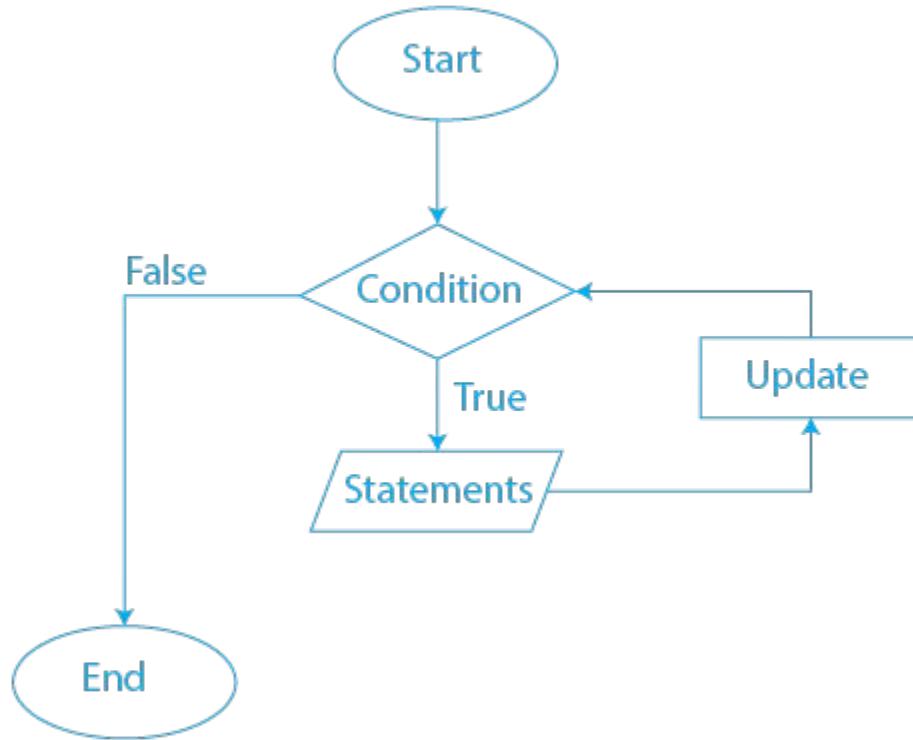 Start
False
Condition
Update
True
Statements
End